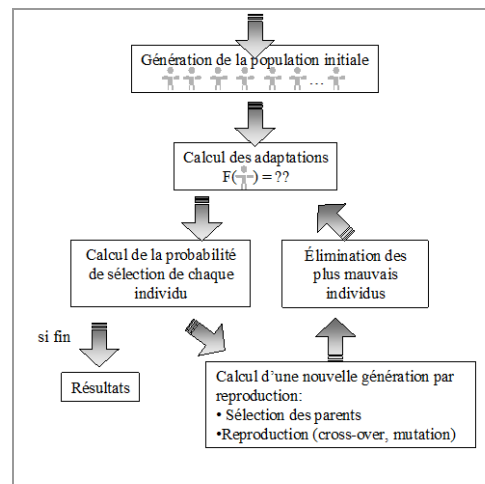 Génération de la population initiale
...
Calcul des adaptations
F( ) = ??
Calcul de la probabilité
de sélection de chaque
individu
Élimination des
plus mauvais
individus
si fin
Résultats
Calcul d'une nouvelle génération par
reproduction:
• Sélection des parents
•Reproduction (cross-over, mutation)